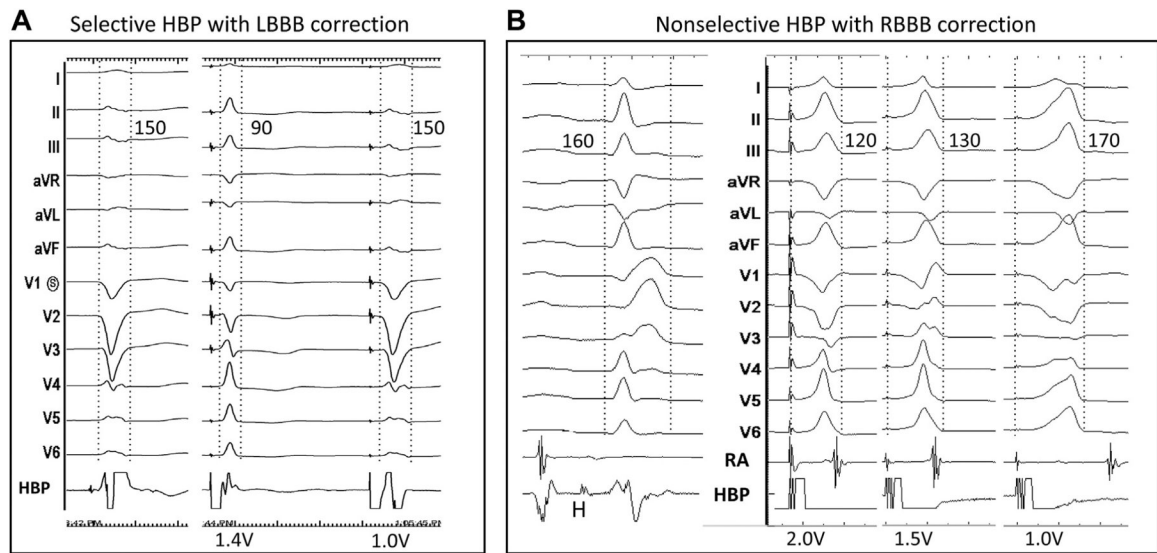 A Selective HBP with LBBB correction
I
II
III
aVR
aVL
aVF
V1 Ⓢ
V2
V3
V4
V5
V6
HBP
150
90
150
1.4V
1.0V
B Nonselective HBP with RBBB correction
160
H
I
II
III
aVR
aVL
aVF
V1
V2
V3
V4
V5
V6
RA
HBP
120
130
170
2.0V
1.5V
1.0V